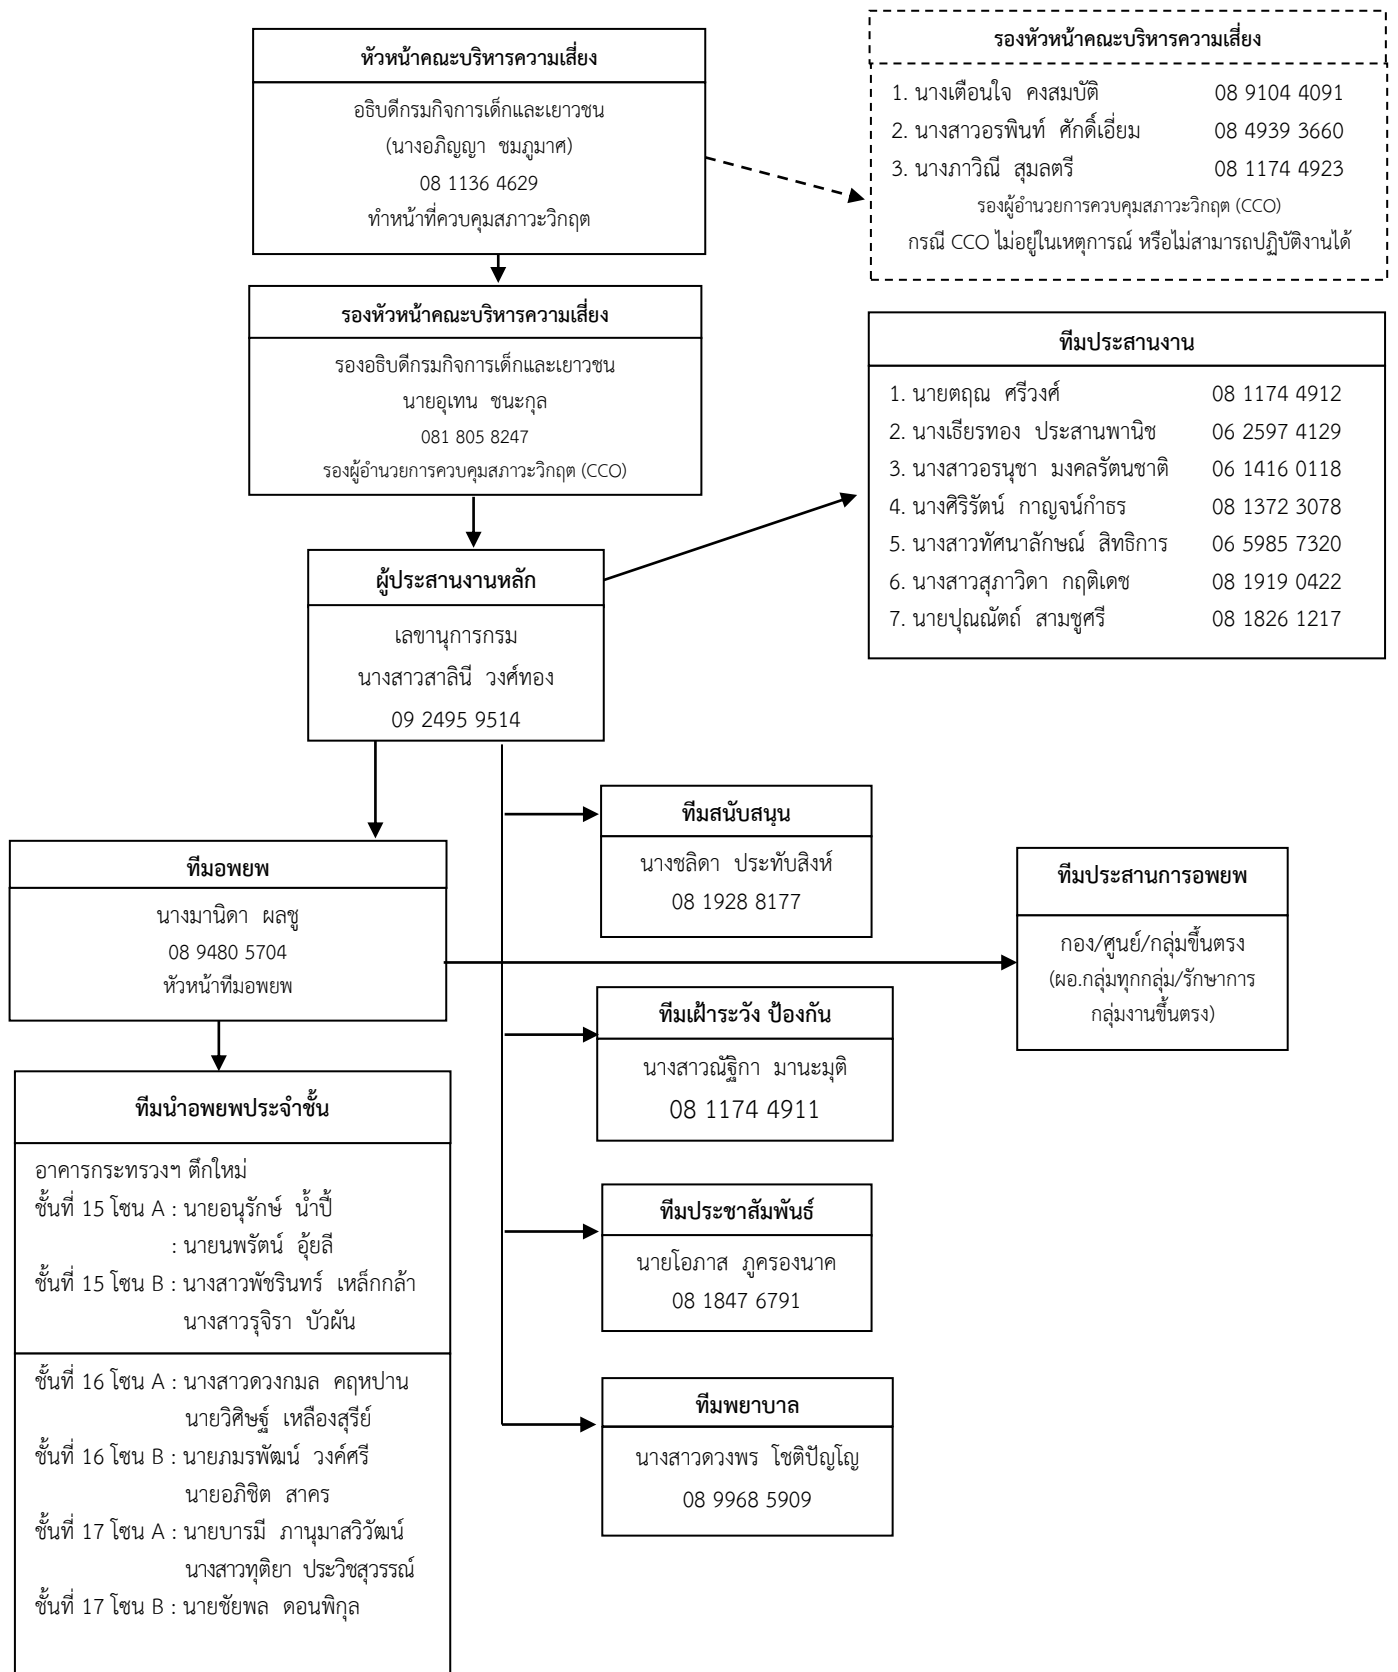 หัวหน้าคณะบริหารความเสี่ยง
อธิบดีกรมกิจการเด็กและเยาวชน
(นางอภิญญา ชมภูมาศ)
08 1136 4629
ทำหน้าที่ควบคุมสภาวะวิกฤต
รองหัวหน้าคณะบริหารความเสี่ยง
1. นางเตือนใจ คงสมบัติ 08 9104 4091
2. นางสาวอรพินท์ ศักดิ์เอี่ยม 08 4939 3660
3. นางภาวิณี สุมลตรี 08 1174 4923
รองผู้อำนวยการควบคุมสภาวะวิกฤต (CCO)
กรณี CCO ไม่อยู่ในเหตุการณ์ หรือไม่สามารถปฏิบัติงานได้
รองหัวหน้าคณะบริหารความเสี่ยง
รองอธิบดีกรมกิจการเด็กและเยาวชน
นายอุเทน ชนะกุล
081 805 8247
รองผู้อำนวยการควบคุมสภาวะวิกฤต (CCO)
ทีมประสานงาน
1. นายตฤณ ศรีวงศ์ 08 1174 4912
2. นางเธียรทอง ประสานพานิช 06 2597 4129
3. นางสาวอรนุชา มงคลรัตนชาติ 06 1416 0118
4. นางศิริรัตน์ กาญจน์กำธร 08 1372 3078
5. นางสาวทัศนาลักษณ์ สิทธิการ 06 5985 7320
6. นางสาวสุภาวิดา กฤติเดช 08 1919 0422
7. นายปุณณัตถ์ สามชูศรี 08 1826 1217
ผู้ประสานงานหลัก
เลขานุการกรม
นางสาวสาลินี วงศ์ทอง
09 2495 9514
ทีมสนับสนุน
นางชลิดา ประทับสิงห์
08 1928 8177
ทีมอพยพ
นางมานิดา ผลชู
08 9480 5704
หัวหน้าทีมอพยพ
ทีมประสานการอพยพ
กอง/ศูนย์/กลุ่มขึ้นตรง
(ผอ.กลุ่มทุกกลุ่ม/รักษาการ
กลุ่มงานขึ้นตรง)
ทีมเฝ้าระวัง ป้องกัน
นางสาวณัฐิกา มานะมุติ
08 1174 4911
ทีมนำอพยพประจำชั้น
อาคารกระทรวงฯ ตึกใหม่
ชั้นที่ 15 โซน A : นายอนุรักษ์ น้ำปี้
: นายนพรัตน์ อุ้ยลี
ชั้นที่ 15 โซน B : นางสาวพัชรินทร์ เหล็กกล้า
นางสาวรุจิรา บัวผัน
ชั้นที่ 16 โซน A : นางสาวดวงกมล คฤหปาน
นายวิศิษฐ์ เหลืองสุรีย์
ชั้นที่ 16 โซน B : นายภมรพัฒน์ วงค์ศรี
นายอภิชิต สาคร
ชั้นที่ 17 โซน A : นายบารมี ภานุมาสวิวัฒน์
นางสาวทุติยา ประวิชสุวรรณ์
ชั้นที่ 17 โซน B : นายชัยพล ดอนพิกุล
ทีมประชาสัมพันธ์
นายโอภาส ภูครองนาค
08 1847 6791
ทีมพยาบาล
นางสาวดวงพร โชติปัญโญ
08 9968 5909